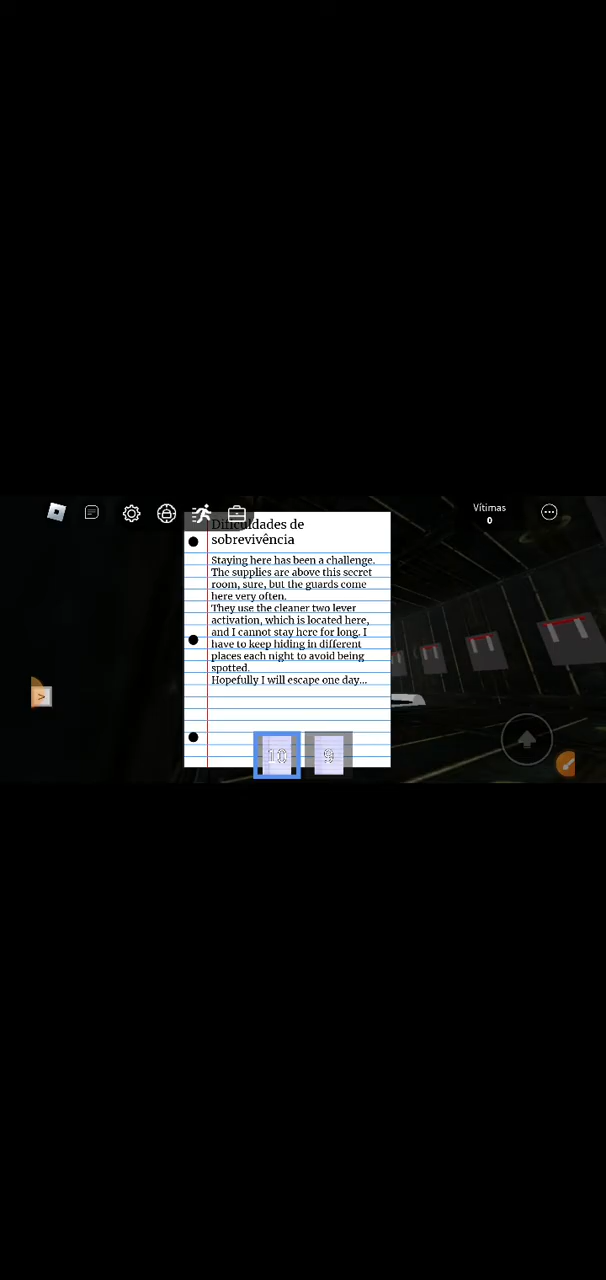 Vítimas
0
Dificuldades de
sobrevivência
Staying here has been a challenge.
The supplies are above this secret
room, sure, but the guards come
here very often.
They use the cleaner two lever
activation, which is located here,
and I cannot stay here for long. I
have to keep hiding in different
places each night to avoid being
spotted.
Hopefully I will escape one day...
>
10
9